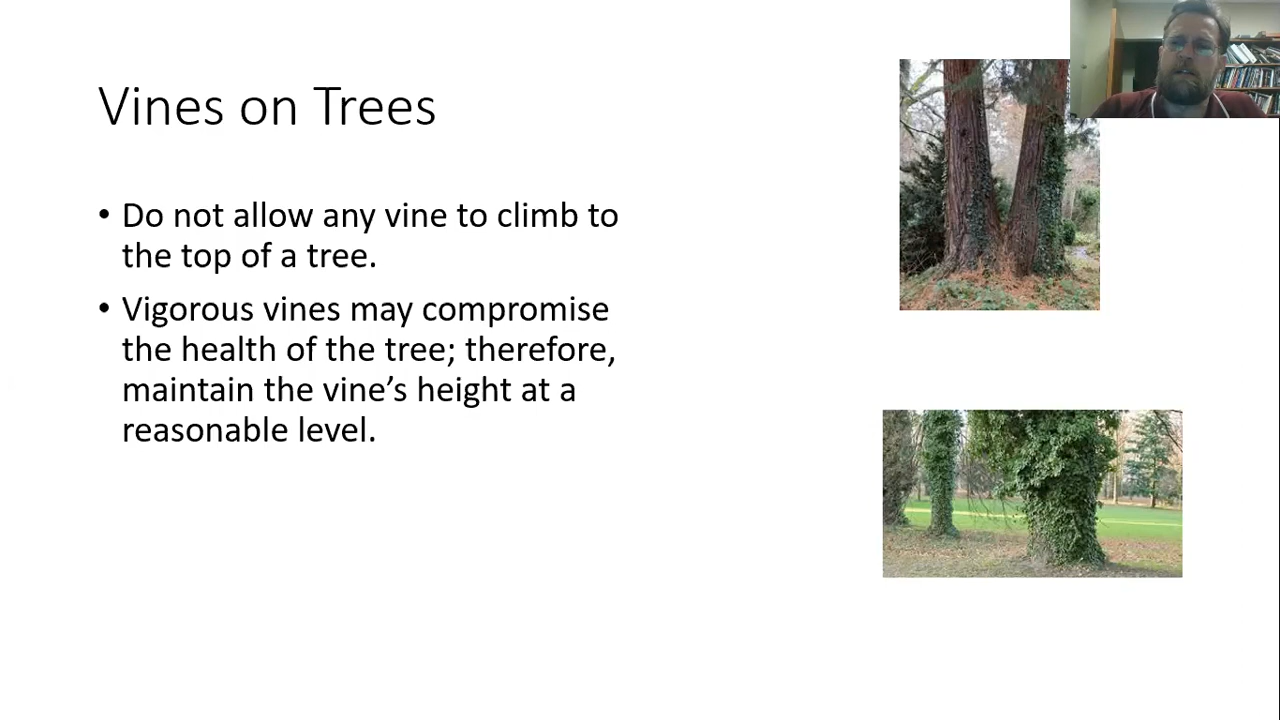 Vines on Trees
• Do not allow any vine to climb to
the top of a tree.
• Vigorous vines may compromise
the health of the tree; therefore,
maintain the vine’s height at a
reasonable level.